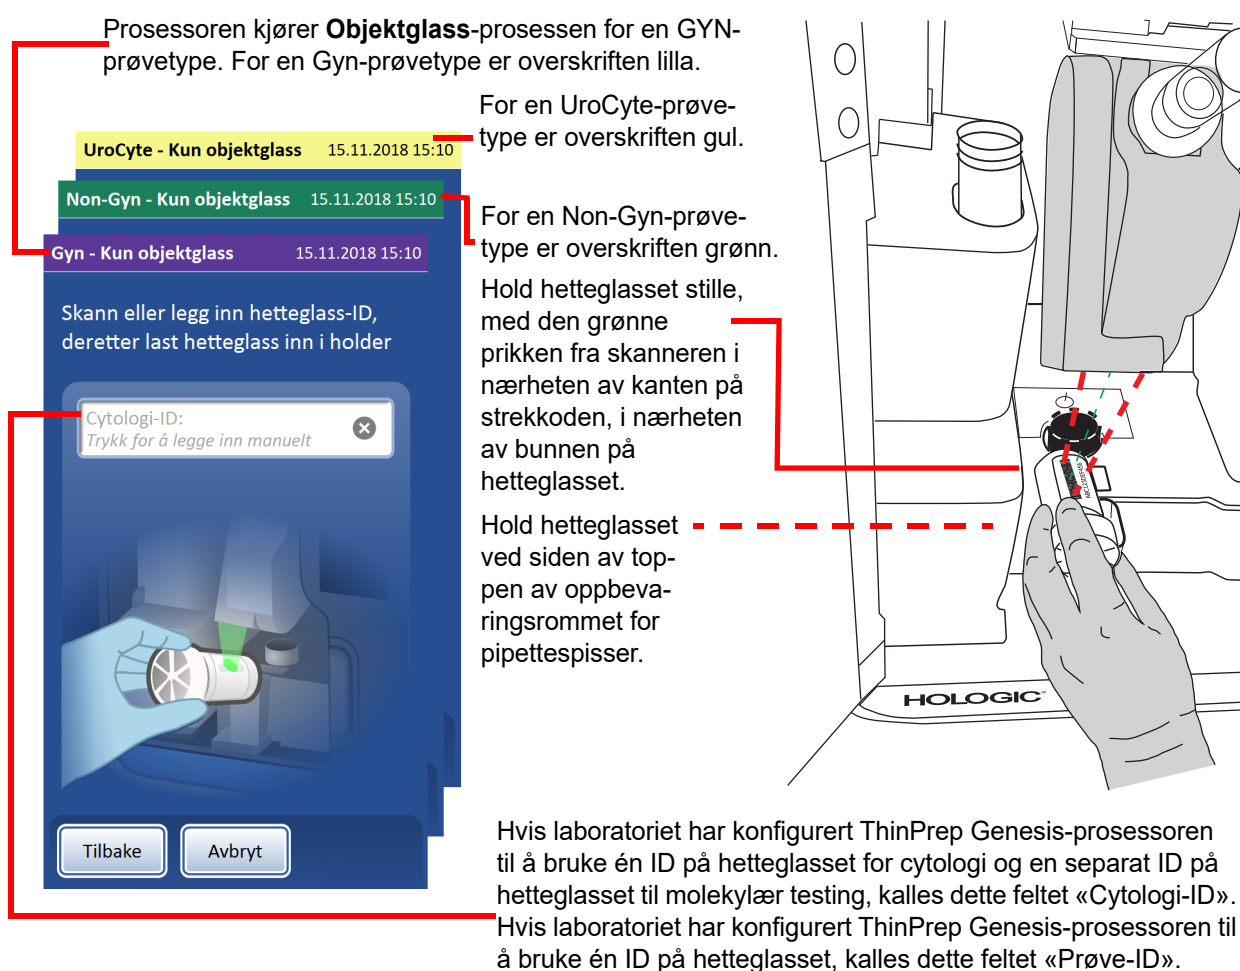 Prosessoren kjører Objektglass-prosessen for en GYN-
prøvetype. For en Gyn-prøvetype er overskriften lilla.
For en UroCyte-prøve-
type er overskriften gul.
UroCyte - Kun objektglass 15.11.2018 15:10
Non-Gyn - Kun objektglass 15.11.2018 15:10
For en Non-Gyn-prøve-
type er overskriften grønn.
Gyn - Kun objektglass 15.11.2018 15:10
Skann eller legg inn hetteglass-ID,
deretter last hetteglass inn i holder
Cytologi-ID:
Trykk for å legge inn manuelt
Hold hetteglasset stille,
med den grønne
prikken fra skanneren i
nærheten av kanten på
strekkoden, i nærheten
av bunnen på
hetteglasset.
Hold hetteglasset
ved siden av top-
pen av oppbeva-
ringsrommet for
pipettespisser.
HOLOGIC
Tilbake
Avbryt
Hvis laboratoriet har konfigurert ThinPrep Genesis-prosessoren
til å bruke én ID på hetteglasset for cytologi og en separat ID på
hetteglasset til molekylær testing, kalles dette feltet «Cytologi-ID».
Hvis laboratoriet har konfigurert ThinPrep Genesis-prosessoren til
å bruke én ID på hetteglasset, kalles dette feltet «Prøve-ID».